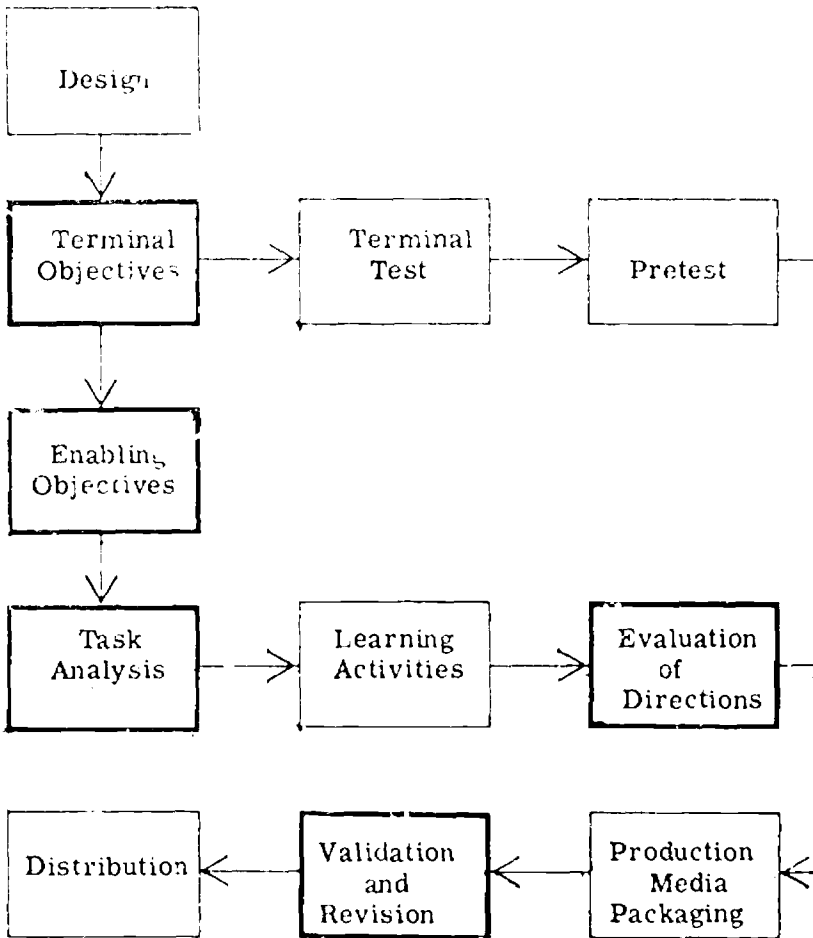 Design
Terminal
Objectives
Terminal
Test
Pretest
Enabling
Objectives
Task
Analysis
Learning
Activities
Evaluation
of
Directions
Distribution
Validation
and
Revision
Production
Media
Packaging